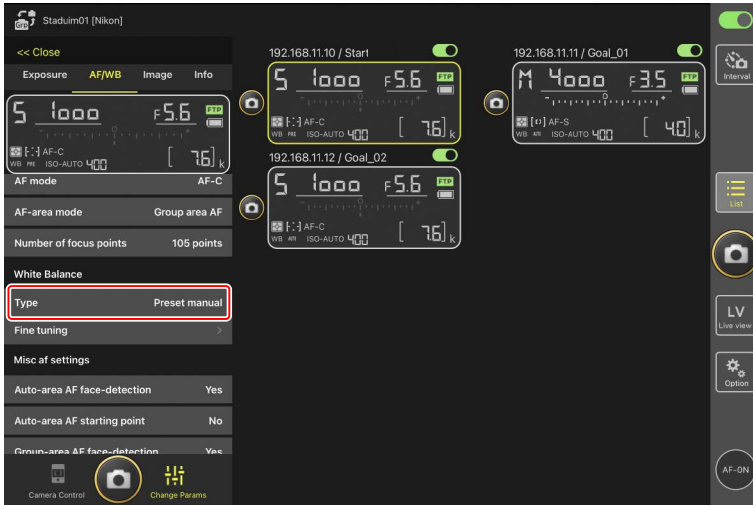 Grp
Staduim01 [Nikon]
<< Close
Exposure AF/WB Image Info
S 1000 F5.6 FTP
AF-C
WB PRE ISO-AUTO 400 [ 7.6] k
AF mode AF-C
AF-area mode Group area AF
Number of focus points 105 points
White Balance
Type Preset manual
Fine tuning >
Misc af settings
Auto-area AF face-detection Yes
Auto-area AF starting point No
Group-area AF face-detection Yes
Camera Control Change Params
192.168.11.10 / Start
S 1000 F5.6 FTP
AF-C
WB PRE ISO-AUTO 400 [ 7.6] k
192.168.11.11 / Goal_01
M 4000 F3.5 FTP
AF-S
WB AUTO ISO-AUTO 400 [ 4.0] k
192.168.11.12 / Goal_02
S 1000 F5.6 FTP
AF-C
WB AUTO ISO-AUTO 400 [ 7.6] k
Interval
List
LV
Live view
Option
AF-ON